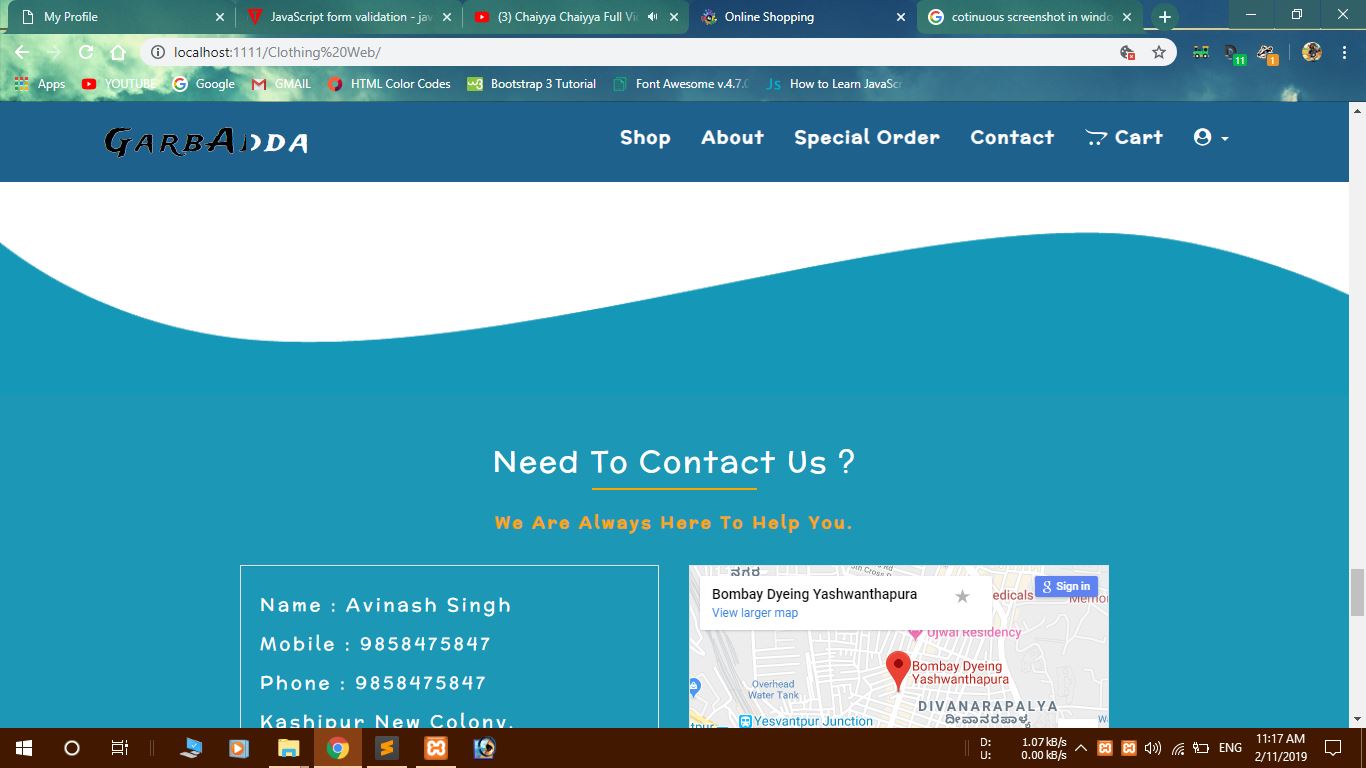 My Profile
JavaScript form validation - jav
(3) Chaiyya Chaiyya Full Vi
Online Shopping
cotinuous screenshot in windo
localhost:1111/Clothing%20Web/
11
1
Apps
YOUTUBE
Google
GMAIL
HTML Color Codes
Bootstrap 3 Tutorial
Font Awesome v.4.7.0
JS How to Learn JavaScr
GarbAdda
Shop
About
Special Order
Contact
Cart
Need To Contact Us ?
We Are Always Here To Help You.
Name : Avinash Singh
Mobile : 9858475847
Phone : 9858475847
Kashipur New Colony,
ನಗರ
Bombay Dyeing Yashwanthapura
View larger map
Sign in
edicals
Ujwal Residency
Bombay Dyeing
Yashwanthapura
Overhead
Water Tank
DIVANARAPALYA
ದೀವಾನರಪಾಳ್ಯ
Yesvantpur Junction
D: 1.07 kB/s
U: 0.00 kB/s
ENG
11:17 AM
2/11/2019